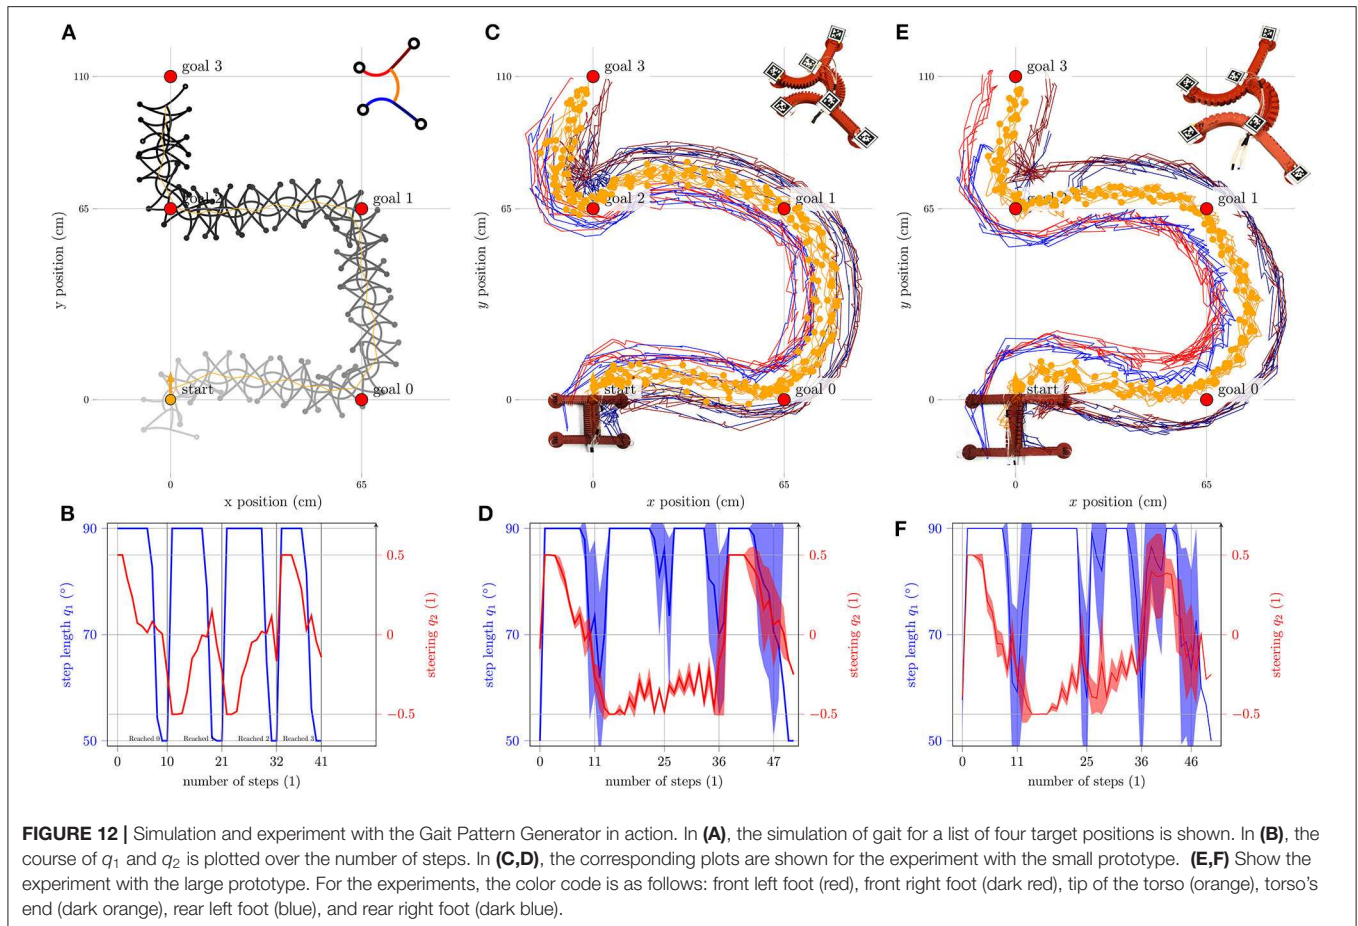 A
goal 3
110
goal 2
goal 1
65
y position (cm)
start
goal 0
0
0
65
x position (cm)
C
goal 3
110
goal 2
goal 1
65
y position (cm)
start
goal 0
0
0
65
x position (cm)
E
goal 3
110
goal 1
65
y position (cm)
start
goal 0
0
0
65
x position (cm)
B
90
70
50
step length q₁ (°)
0.5
0
−0.5
steering q₂ (1)
Reached 0
Reached
Reached 2
Reached 3
0 10 21 32 41
number of steps (1)
D
90
70
50
step length q₁ (°)
0.5
0
−0.5
steering q₂ (1)
0 11 25 36 47
number of steps (1)
F
90
70
50
step length q₁ (°)
0.5
0
−0.5
steering q₂ (1)
0 11 25 36 46
number of steps (1)
FIGURE 12 | Simulation and experiment with the Gait Pattern Generator in action. In (A), the simulation of gait for a list of four target positions is shown. In (B), the
course of q₁ and q₂ is plotted over the number of steps. In (C,D), the corresponding plots are shown for the experiment with the small prototype. (E,F) Show the
experiment with the large prototype. For the experiments, the color code is as follows: front left foot (red), front right foot (dark red), tip of the torso (orange), torso's
end (dark orange), rear left foot (blue), and rear right foot (dark blue).